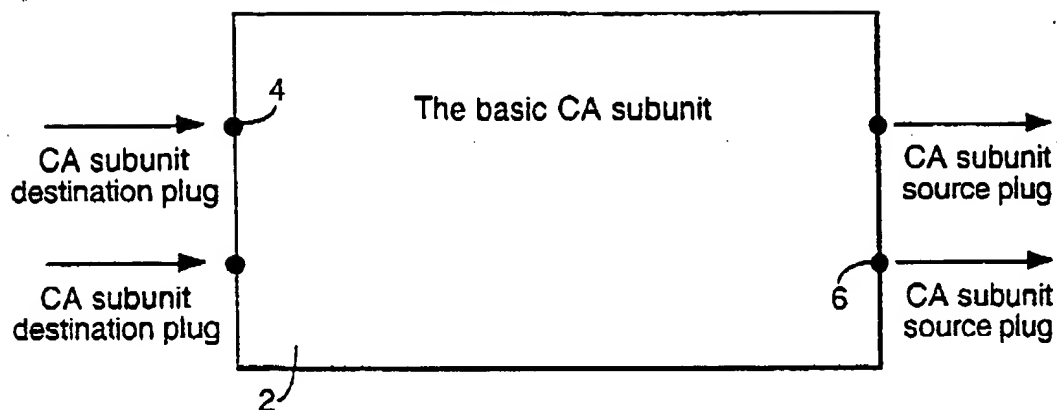 4
The basic CA subunit
CA subunit
destination plug
CA subunit
source plug
CA subunit
destination plug
6
CA subunit
source plug
2